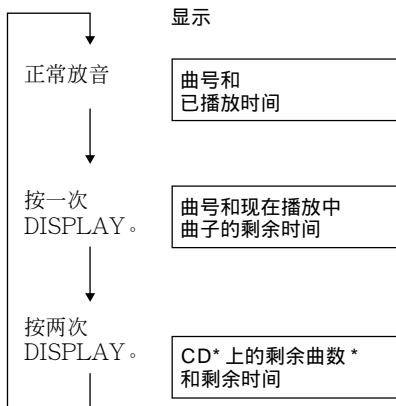 显示
正常放音
曲号和
已播放时间
按一次
DISPLAY。
曲号和现在播放中
曲子的剩余时间
按两次
DISPLAY。
CD* 上的剩余曲数 *
和剩余时间